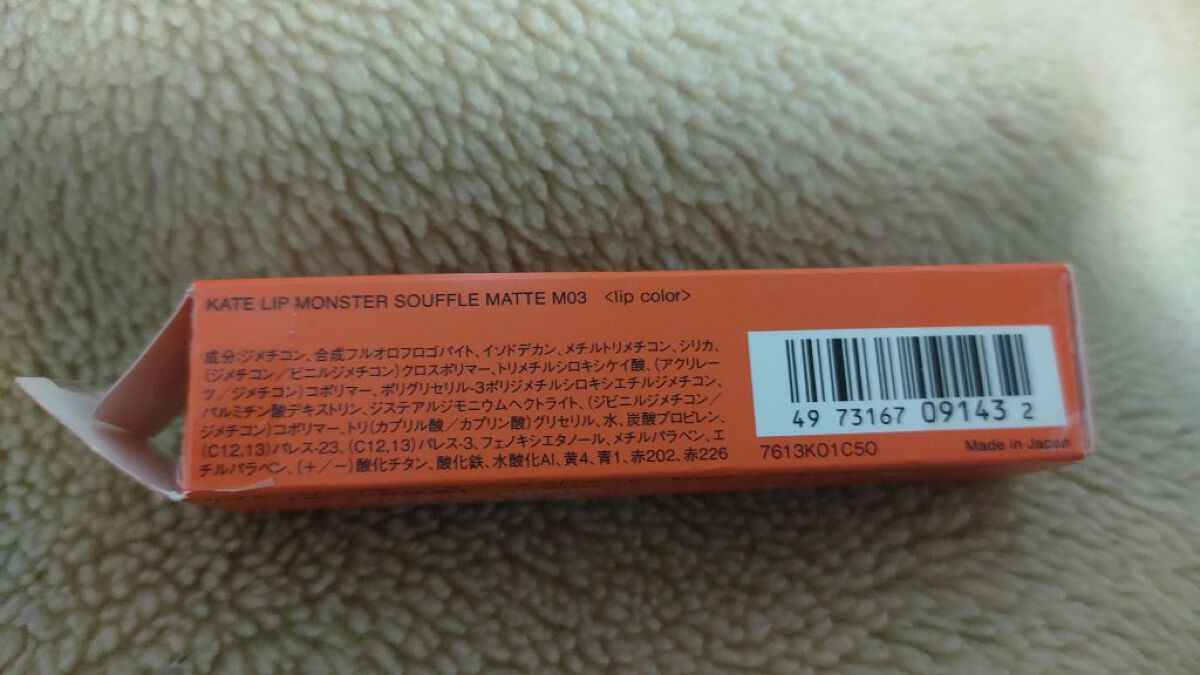 KATE LIP MONSTER SOUFFLE MATTE M03 <lip color>
成分:ジメチコン、合成フルオロフロゴパイト、イソドデカン、メチルトリメチコン、シリカ、
(ジメチコン/ビニルジメチコン)クロスポリマー、トリメチルシロキシケイ酸、(アクリレー
ツ/ジメチコン)コポリマー、ポリグリセリル-3ポリジメチルシロキシエチルジメチコン、
パルミチン酸デキストリン、ジステアルジモニウムヘクトライト、(ジビニルジメチコン/
ジメチコン)コポリマー、トリ(カプリル酸/カプリン酸)グリセリル、水、炭酸プロピレン、
(C12,13)パレス-23、(C12,13)パレス-3、フェノキシエタノール、メチルパラベン、エ
チルパラベン、(+/-)酸化チタン、酸化鉄、水酸化Al、黄4、青1、赤202、赤226
4973167091432
7613K01C50
Made in Japan